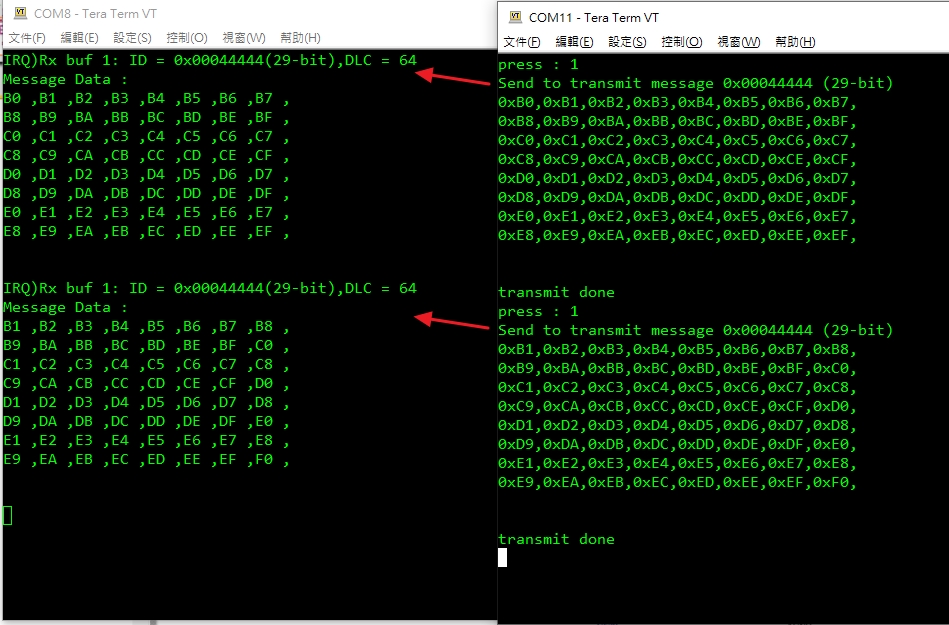 COM8 - Tera Term VT
文件(F) 編輯(E) 設定(S) 控制(O) 視窗(W) 幫助(H)
IRQ)Rx buf 1: ID = 0x00044444(29-bit),DLC = 64
Message Data :
B0 ,B1 ,B2 ,B3 ,B4 ,B5 ,B6 ,B7 ,
B8 ,B9 ,BA ,BB ,BC ,BD ,BE ,BF ,
C0 ,C1 ,C2 ,C3 ,C4 ,C5 ,C6 ,C7 ,
C8 ,C9 ,CA ,CB ,CC ,CD ,CE ,CF ,
D0 ,D1 ,D2 ,D3 ,D4 ,D5 ,D6 ,D7 ,
D8 ,D9 ,DA ,DB ,DC ,DD ,DE ,DF ,
E0 ,E1 ,E2 ,E3 ,E4 ,E5 ,E6 ,E7 ,
E8 ,E9 ,EA ,EB ,EC ,ED ,EE ,EF ,
IRQ)Rx buf 1: ID = 0x00044444(29-bit),DLC = 64
Message Data :
B1 ,B2 ,B3 ,B4 ,B5 ,B6 ,B7 ,B8 ,
B9 ,BA ,BB ,BC ,BD ,BE ,BF ,C0 ,
C1 ,C2 ,C3 ,C4 ,C5 ,C6 ,C7 ,C8 ,
C9 ,CA ,CB ,CC ,CD ,CE ,CF ,D0 ,
D1 ,D2 ,D3 ,D4 ,D5 ,D6 ,D7 ,D8 ,
D9 ,DA ,DB ,DC ,DD ,DE ,DF ,E0 ,
E1 ,E2 ,E3 ,E4 ,E5 ,E6 ,E7 ,E8 ,
E9 ,EA ,EB ,EC ,ED ,EE ,EF ,F0 ,
COM11 - Tera Term VT
文件(F) 編輯(E) 設定(S) 控制(O) 視窗(W) 幫助(H)
press : 1
Send to transmit message 0x00044444 (29-bit)
0xB0,0xB1,0xB2,0xB3,0xB4,0xB5,0xB6,0xB7,
0xB8,0xB9,0xBA,0xBB,0xBC,0xBD,0xBE,0xBF,
0xC0,0xC1,0xC2,0xC3,0xC4,0xC5,0xC6,0xC7,
0xC8,0xC9,0xCA,0xCB,0xCC,0xCD,0xCE,0xCF,
0xD0,0xD1,0xD2,0xD3,0xD4,0xD5,0xD6,0xD7,
0xD8,0xD9,0xDA,0xDB,0xDC,0xDD,0xDE,0xDF,
0xE0,0xE1,0xE2,0xE3,0xE4,0xE5,0xE6,0xE7,
0xE8,0xE9,0xEA,0xEB,0xEC,0xED,0xEE,0xEF,
transmit done
press : 1
Send to transmit message 0x00044444 (29-bit)
0xB1,0xB2,0xB3,0xB4,0xB5,0xB6,0xB7,0xB8,
0xB9,0xBA,0xBB,0xBC,0xBD,0xBE,0xBF,0xC0,
0xC1,0xC2,0xC3,0xC4,0xC5,0xC6,0xC7,0xC8,
0xC9,0xCA,0xCB,0xCC,0xCD,0xCE,0xCF,0xD0,
0xD1,0xD2,0xD3,0xD4,0xD5,0xD6,0xD7,0xD8,
0xD9,0xDA,0xDB,0xDC,0xDD,0xDE,0xDF,0xE0,
0xE1,0xE2,0xE3,0xE4,0xE5,0xE6,0xE7,0xE8,
0xE9,0xEA,0xEB,0xEC,0xED,0xEE,0xEF,0xF0,
transmit done